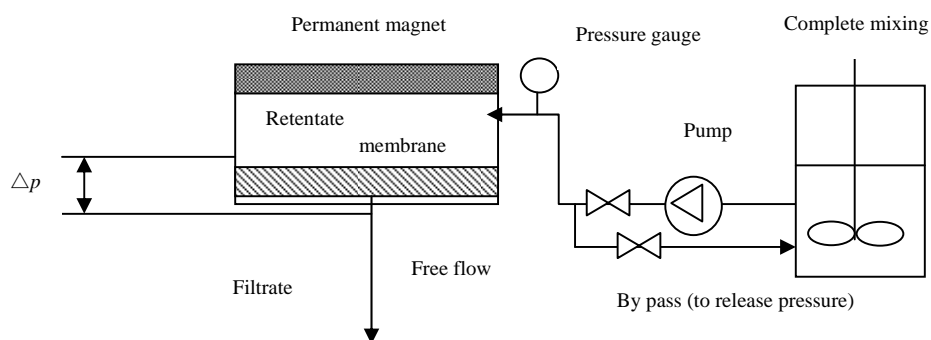 Complete mixing
Permanent magnet
Pressure gauge
Retentate
Pump
membrane
△p
Free flow
Filtrate
By pass (to release pressure)